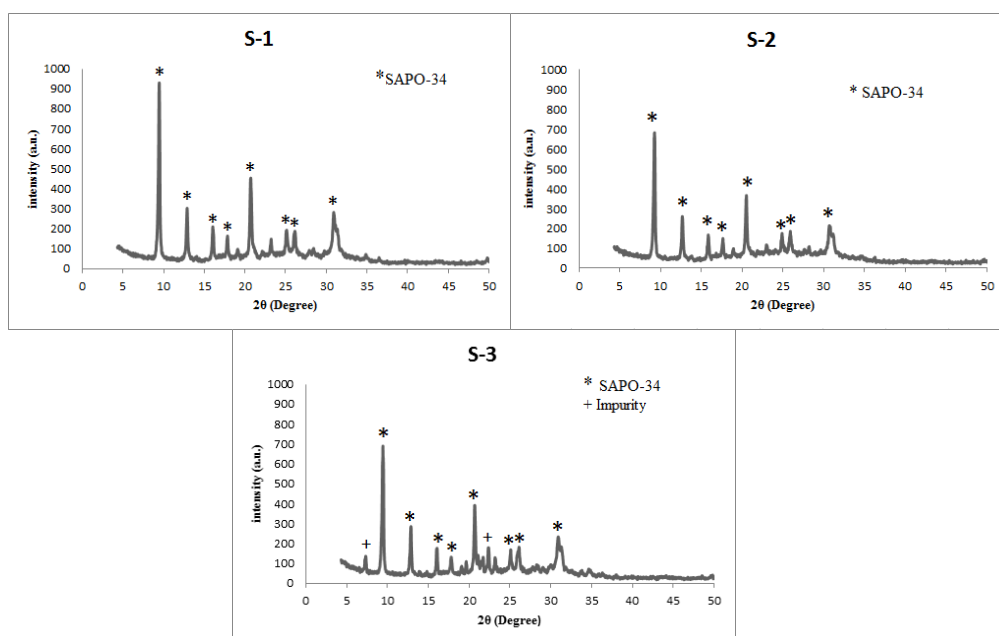 S-1
*SAPO-34
intensity (a.u.)
1000
900
800
700
600
500
400
300
200
100
0
0 5 10 15 20 25 30 35 40 45 50
2θ (Degree)
* * * * * * * *
S-2
* SAPO-34
intensity (a.u.)
1000
900
800
700
600
500
400
300
200
100
0
0 5 10 15 20 25 30 35 40 45 50
2θ (Degree)
* * * * * * * *
S-3
* SAPO-34
+ Impurity
intensity (a.u.)
1000
900
800
700
600
500
400
300
200
100
0
0 5 10 15 20 25 30 35 40 45 50
2θ (Degree)
+ * * * * * + * * *